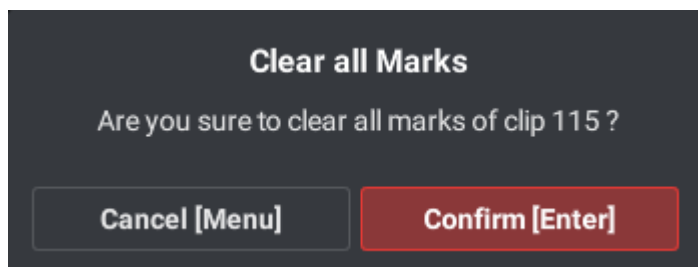 Clear all Marks
Are you sure to clear all marks of clip 115 ?
Cancel [Menu] Confirm [Enter]